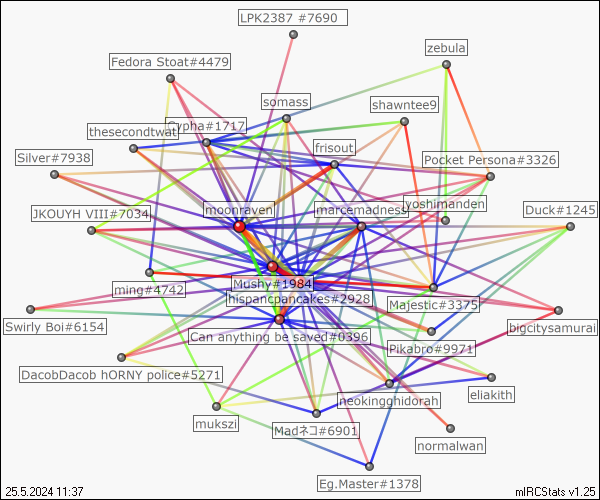 LPK2387 #7690
zebula
Fedora Stoat#4479
somass
shawntee9
Cypha#1717
thesecondtwat
frisout
Silver#7938
Pocket Persona#3326
yoshimanden
JKOUYH VIII#7034
moonraven
marcemadness
Duck#1245
Mushy#1984
ming#4742
hispancpancakes#2928
Majestic#3375
Swirly Boi#6154
bigcitysamurai
Can anything be saved#0396
Pikabro#9971
DacobDacob hORNY police#5271
neokingghidorah
eliakith
mukszi
Madネコ#6901
normalwan
Eg.Master#1378
25.5.2024 11:37
mIRCStats v1.25